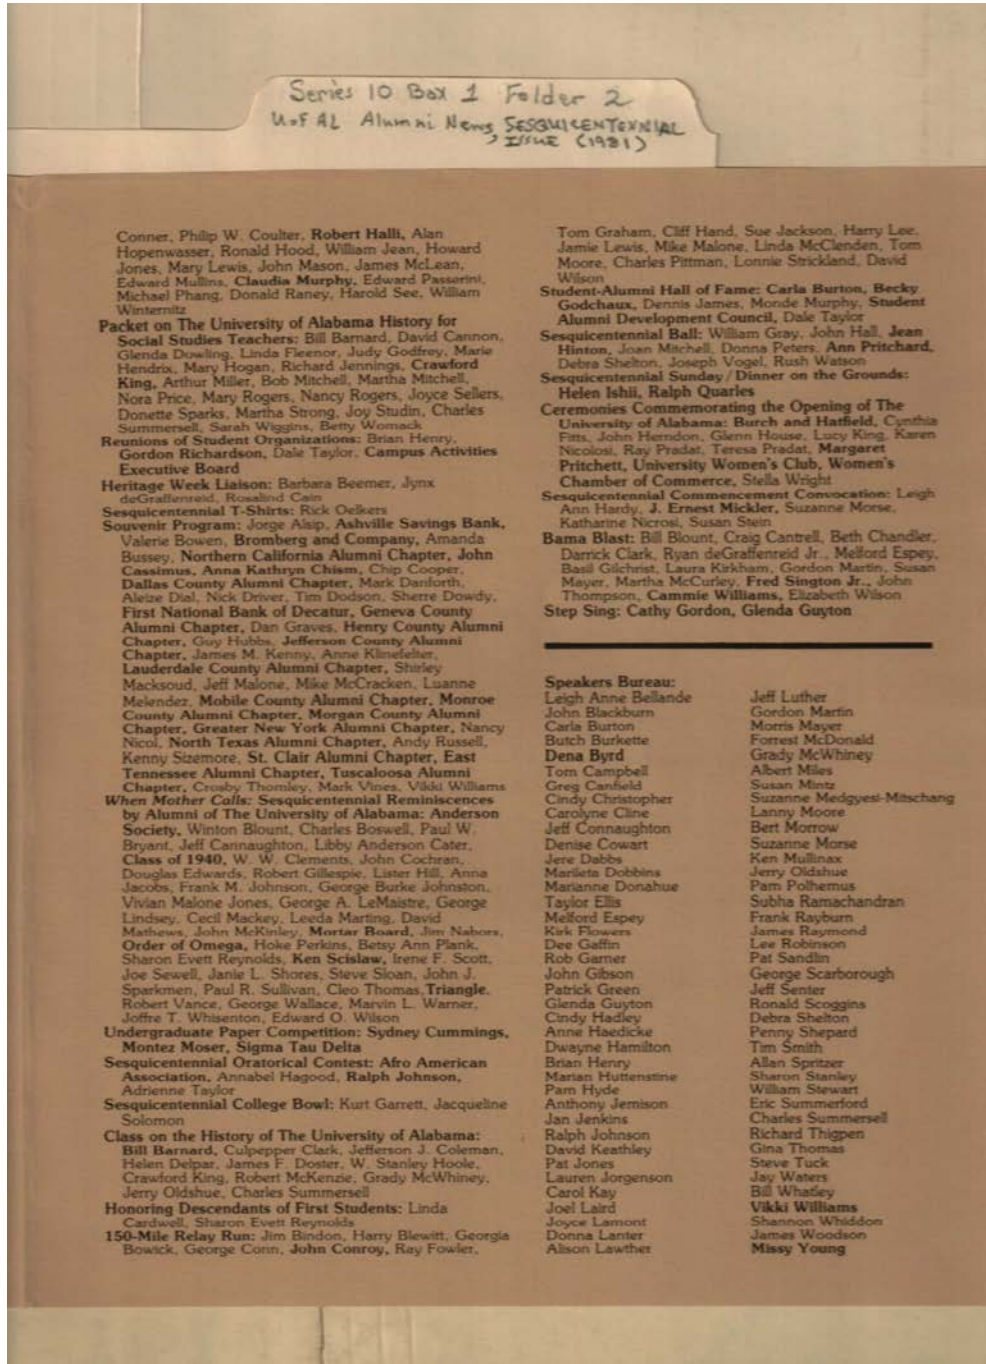 Series 10 Box 1 Folder 2
U of AL Alumni News, SESQUICENTENNIAL
ISSUE (1981)
Conner, Philip W. Coulter, Robert Halli, Alan
Hopenwasser, Ronald Hood, William Jean, Howard
Jones, Mary Lewis, John Mason, James McLean,
Edward Mullins, Claudia Murphy, Edward Passerini,
Michael Phang, Donald Raney, Harold See, William
Winternitz
Packet on The University of Alabama History for
Social Studies Teachers: Bill Barnard, David Cannon,
Glenda Dowling, Linda Fleenor, Judy Godfrey, Marie
Hendrix, Mary Hogan, Richard Jennings, Crawford
King, Arthur Miller, Bob Mitchell, Martha Mitchell,
Nora Price, Mary Rogers, Nancy Rogers, Joyce Sellers,
Donette Sparks, Martha Strong, Joy Studin, Charles
Summersell, Sarah Wiggins, Betty Womack
Reunions of Student Organizations: Brian Henry,
Gordon Richardson, Dale Taylor, Campus Activities
Executive Board
Heritage Week Liaison: Barbara Beemer, Jynx
deGraffenreid, Rosalind Cain
Sesquicentennial T-Shirts: Rick Oelkers
Souvenir Program: Jorge Alsip, Ashville Savings Bank,
Valerie Bowen, Bromberg and Company, Amanda
Bussey, Northern California Alumni Chapter, John
Cassimus, Anna Kathryn Chism, Chip Cooper,
Dallas County Alumni Chapter, Mark Danforth,
Aleize Dial, Nick Driver, Tim Dodson, Sherre Dowdy,
First National Bank of Decatur, Geneva County
Alumni Chapter, Dan Graves, Henry County Alumni
Chapter, Guy Hubbs, Jefferson County Alumni
Chapter, James M. Kenny, Anne Klinefelter,
Lauderdale County Alumni Chapter, Shirley
Macksoud, Jeff Malone, Mike McCracken, Luanne
Melendez, Mobile County Alumni Chapter, Monroe
County Alumni Chapter, Morgan County Alumni
Chapter, Greater New York Alumni Chapter, Nancy
Nicol, North Texas Alumni Chapter, Andy Russell,
Kenny Sizemore, St. Clair Alumni Chapter, East
Tennessee Alumni Chapter, Tuscaloosa Alumni
Chapter, Crosby Thomley, Mark Vines, Vikki Williams
When Mother Calls: Sesquicentennial Reminiscences
by Alumni of The University of Alabama: Anderson
Society, Winton Blount, Charles Boswell, Paul W.
Bryant, Jeff Cannaughton, Libby Anderson Cater,
Class of 1940, W. W. Clements, John Cochran,
Douglas Edwards, Robert Gillespie, Lister Hill, Anna
Jacobs, Frank M. Johnson, George Burke Johnston,
Vivian Malone Jones, George A. LeMaistre, George
Lindsey, Cecil Mackey, Leeda Marting, David
Mathews, John McKinley, Mortar Board, Jim Nabors,
Order of Omega, Hoke Perkins, Betsy Ann Plank,
Sharon Evett Reynolds, Ken Scislaw, Irene F. Scott,
Joe Sewell, Janie L. Shores, Steve Sloan, John J.
Sparkmen, Paul R. Sullivan, Cleo Thomas, Triangle,
Robert Vance, George Wallace, Marvin L. Warner,
Joffre T. Whisenton, Edward O. Wilson
Undergraduate Paper Competition: Sydney Cummings,
Montez Moser, Sigma Tau Delta
Sesquicentennial Oratorical Contest: Afro American
Association, Annabel Hagood, Ralph Johnson,
Adrienne Taylor
Sesquicentennial College Bowl: Kurt Garrett, Jacqueline
Solomon
Class on the History of The University of Alabama:
Bill Barnard, Culpepper Clark, Jefferson J. Coleman,
Helen Delpar, James F. Doster, W. Stanley Hoole,
Crawford King, Robert McKenzie, Grady McWhiney,
Jerry Oldshue, Charles Summersell
Honoring Descendants of First Students: Linda
Cardwell, Sharon Evett Reynolds
150-Mile Relay Run: Jim Bindon, Harry Blewitt, Georgia
Bowick, George Conn, John Conroy, Ray Fowler,
Tom Graham, Cliff Hand, Sue Jackson, Harry Lee,
Jamie Lewis, Mike Malone, Linda McClenden, Tom
Moore, Charles Pittman, Lonnie Strickland, David
Wilson
Student-Alumni Hall of Fame: Carla Burton, Becky
Godchaux, Dennis James, Monde Murphy, Student
Alumni Development Council, Dale Taylor
Sesquicentennial Ball: William Gray, John Hall, Jean
Hinton, Joan Mitchell, Donna Peters, Ann Pritchard,
Debra Shelton, Joseph Vogel, Rush Watson
Sesquicentennial Sunday/Dinner on the Grounds:
Helen Ishii, Ralph Quarles
Ceremonies Commemorating the Opening of The
University of Alabama: Burch and Hatfield, Cynthia
Fitts, John Herndon, Glenn House, Lucy King, Karen
Nicolosi, Ray Pradat, Teresa Pradat, Margaret
Pritchett, University Women's Club, Women's
Chamber of Commerce, Stella Wright
Sesquicentennial Commencement Convocation: Leigh
Ann Hardy, J. Ernest Mickler, Suzanne Morse,
Katharine Nicrosi, Susan Stein
Bama Blast: Bill Blount, Craig Cantrell, Beth Chandler,
Darrick Clark, Ryan deGraffenreid Jr., Melford Espey,
Basil Gilchrist, Laura Kirkham, Gordon Martin, Susan
Mayer, Martha McCurley, Fred Sington Jr., John
Thompson, Cammie Williams, Elizabeth Wilson
Step Sing: Cathy Gordon, Glenda Guyton
Speakers Bureau:
Leigh Anne Bellande
John Blackburn
Carla Burton
Butch Burkette
Dena Byrd
Tom Campbell
Greg Canfield
Cindy Christopher
Carolyne Cline
Jeff Connaughton
Denise Cowart
Jere Dabbs
Marileta Dobbins
Marianne Donahue
Taylor Ellis
Melford Espey
Kirk Flowers
Dee Gaffin
Rob Garner
John Gibson
Patrick Green
Glenda Guyton
Cindy Hadley
Anne Haedicke
Dwayne Hamilton
Brian Henry
Marian Huttenstine
Pam Hyde
Anthony Jemison
Jan Jenkins
Ralph Johnson
David Keathley
Pat Jones
Lauren Jorgenson
Carol Kay
Joel Laird
Joyce Lamont
Donna Lanter
Alison Lawther
Jeff Luther
Gordon Martin
Morris Mayer
Forrest McDonald
Grady McWhiney
Albert Miles
Susan Mintz
Suzanne Medgyesi-Mitschang
Lanny Moore
Bert Morrow
Suzanne Morse
Ken Mullinax
Jerry Oldshue
Pam Polhemus
Subha Ramachandran
Frank Rayburn
James Raymond
Lee Robinson
Pat Sandlin
George Scarborough
Jeff Senter
Ronald Scoggins
Debra Shelton
Penny Shepard
Tim Smith
Allan Spritzer
Sharon Stanley
William Stewart
Eric Summerford
Charles Summersell
Richard Thigpen
Gina Thomas
Steve Tuck
Jay Waters
Bill Whatley
Vikki Williams
Shannon Whiddon
James Woodson
Missy Young